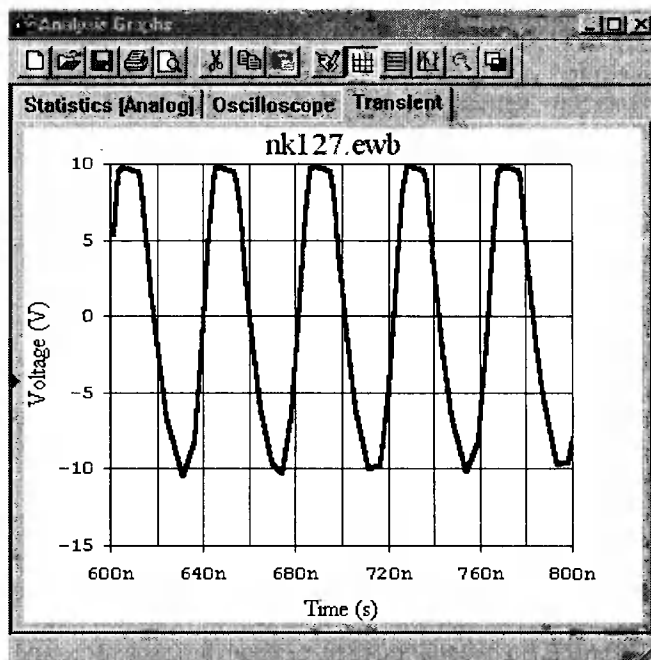 Analysis Graphs
Statistics [Analog] Oscilloscope Transient
nk127.ewb
10
5
0
−5
−10
−15
Voltage (V)
600n 640n 680n 720n 760n 800n
Time (s)